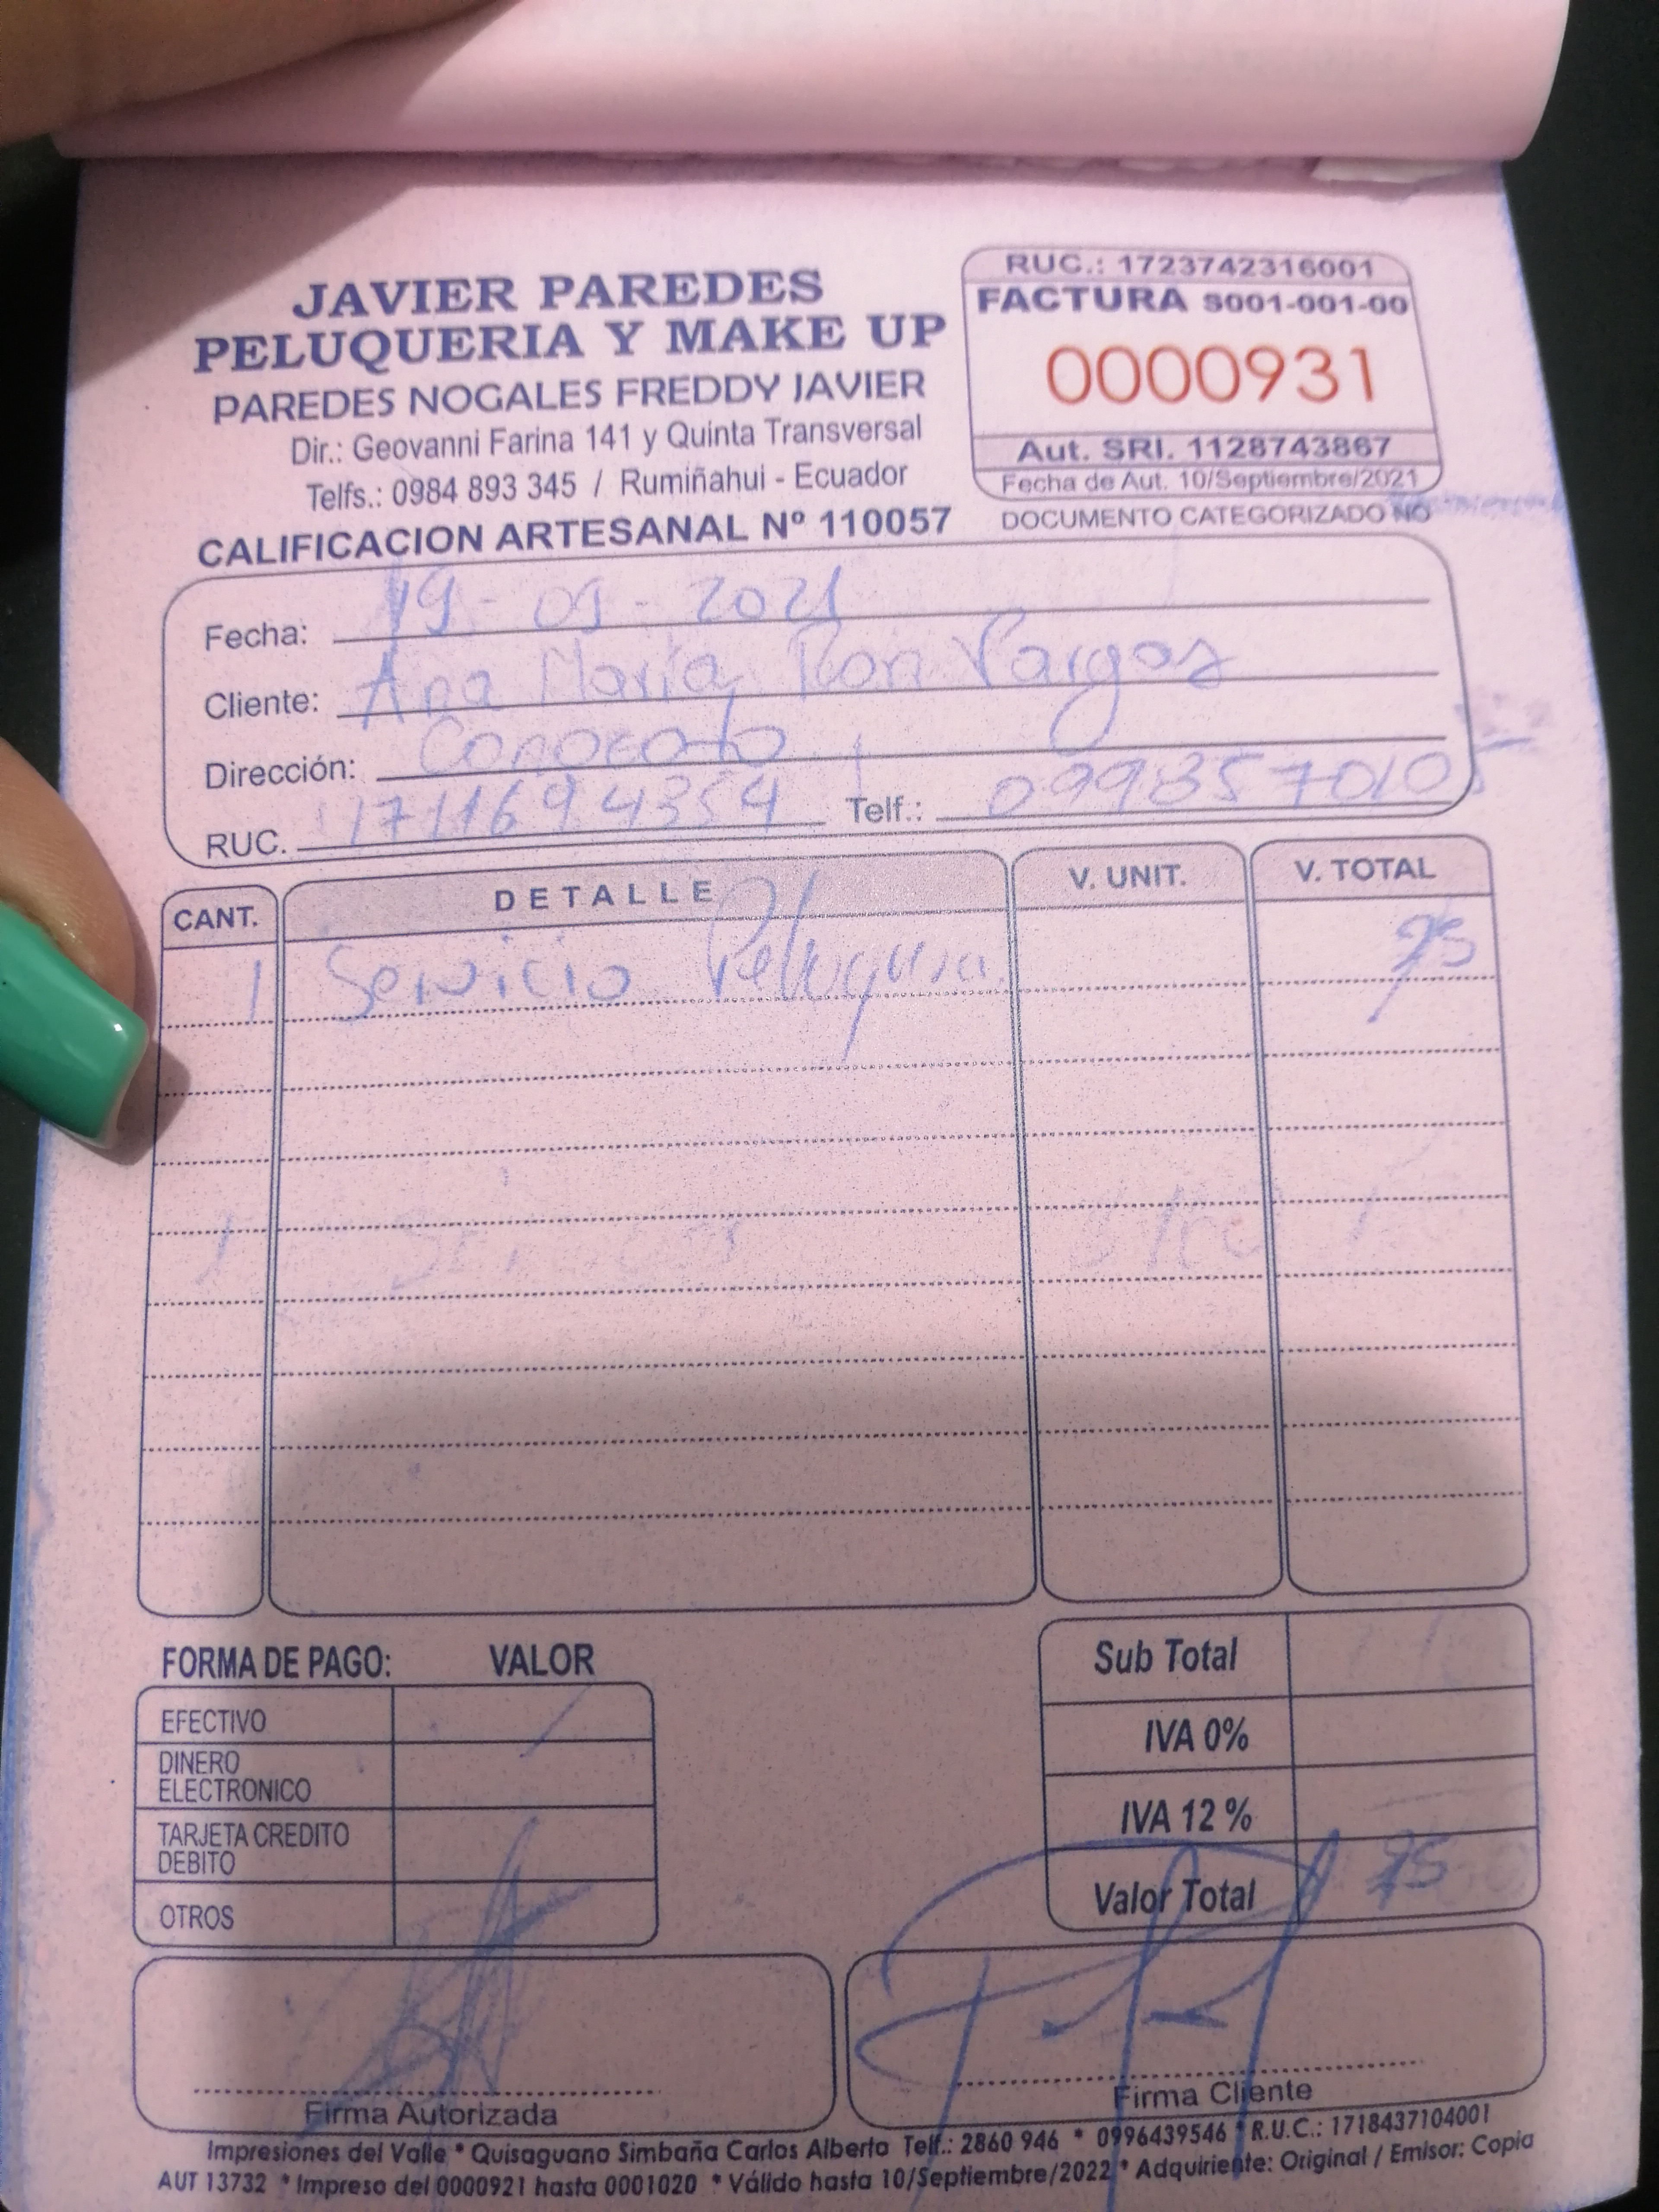 JAVIER PAREDES
PELUQUERIA Y MAKE UP
PAREDES NOGALES FREDDY JAVIER
Dir.: Geovanni Farina 141 y Quinta Transversal
Telfs.: 0984 893 345 / Rumiñahui - Ecuador
CALIFICACION ARTESANAL Nº 110057
RUC.: 1723742316001
FACTURA S001-001-00
0000931
Aut. SRI. 1128743867
Fecha de Aut. 10/Septiembre/2021
DOCUMENTO CATEGORIZADO NO
Fecha: 19-09-2021
Cliente: Ana María Ron Vargas
Dirección: Conocoto
RUC. 1711694354 Telf.: 0998357010
CANT. DETALLE V. UNIT. V. TOTAL
1 Servicio 75
FORMA DE PAGO: VALOR
EFECTIVO
DINERO
ELECTRONICO
TARJETA CREDITO
DEBITO
OTROS
Sub Total
IVA 0%
IVA 12 %
Valor Total 75
Firma Autorizada
Firma Cliente
Impresiones del Valle * Quisaguano Simbaña Carlos Alberto Telf.: 2860 946 * 0996439546 * R.U.C.: 1718437104001
AUT 13732 * Impreso del 0000921 hasta 0001020 * Válido hasta 10/Septiembre/2022 * Adquiriente: Original / Emisor: Copia